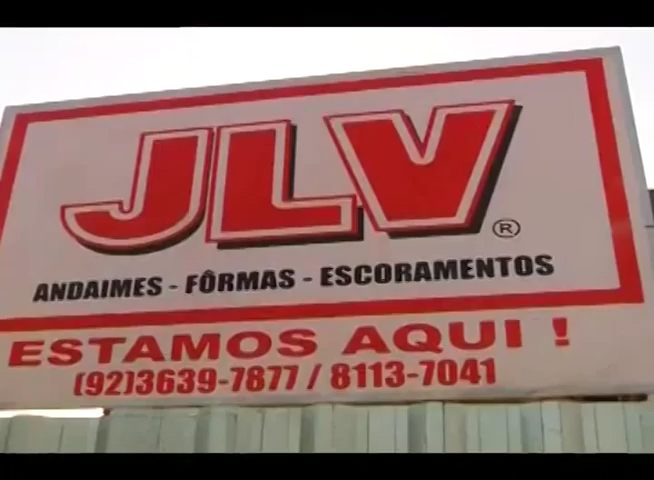 JLV ®
ANDAIMES - FÔRMAS - ESCORAMENTOS
ESTAMOS AQUI !
(92)3639-7877 / 8113-7041